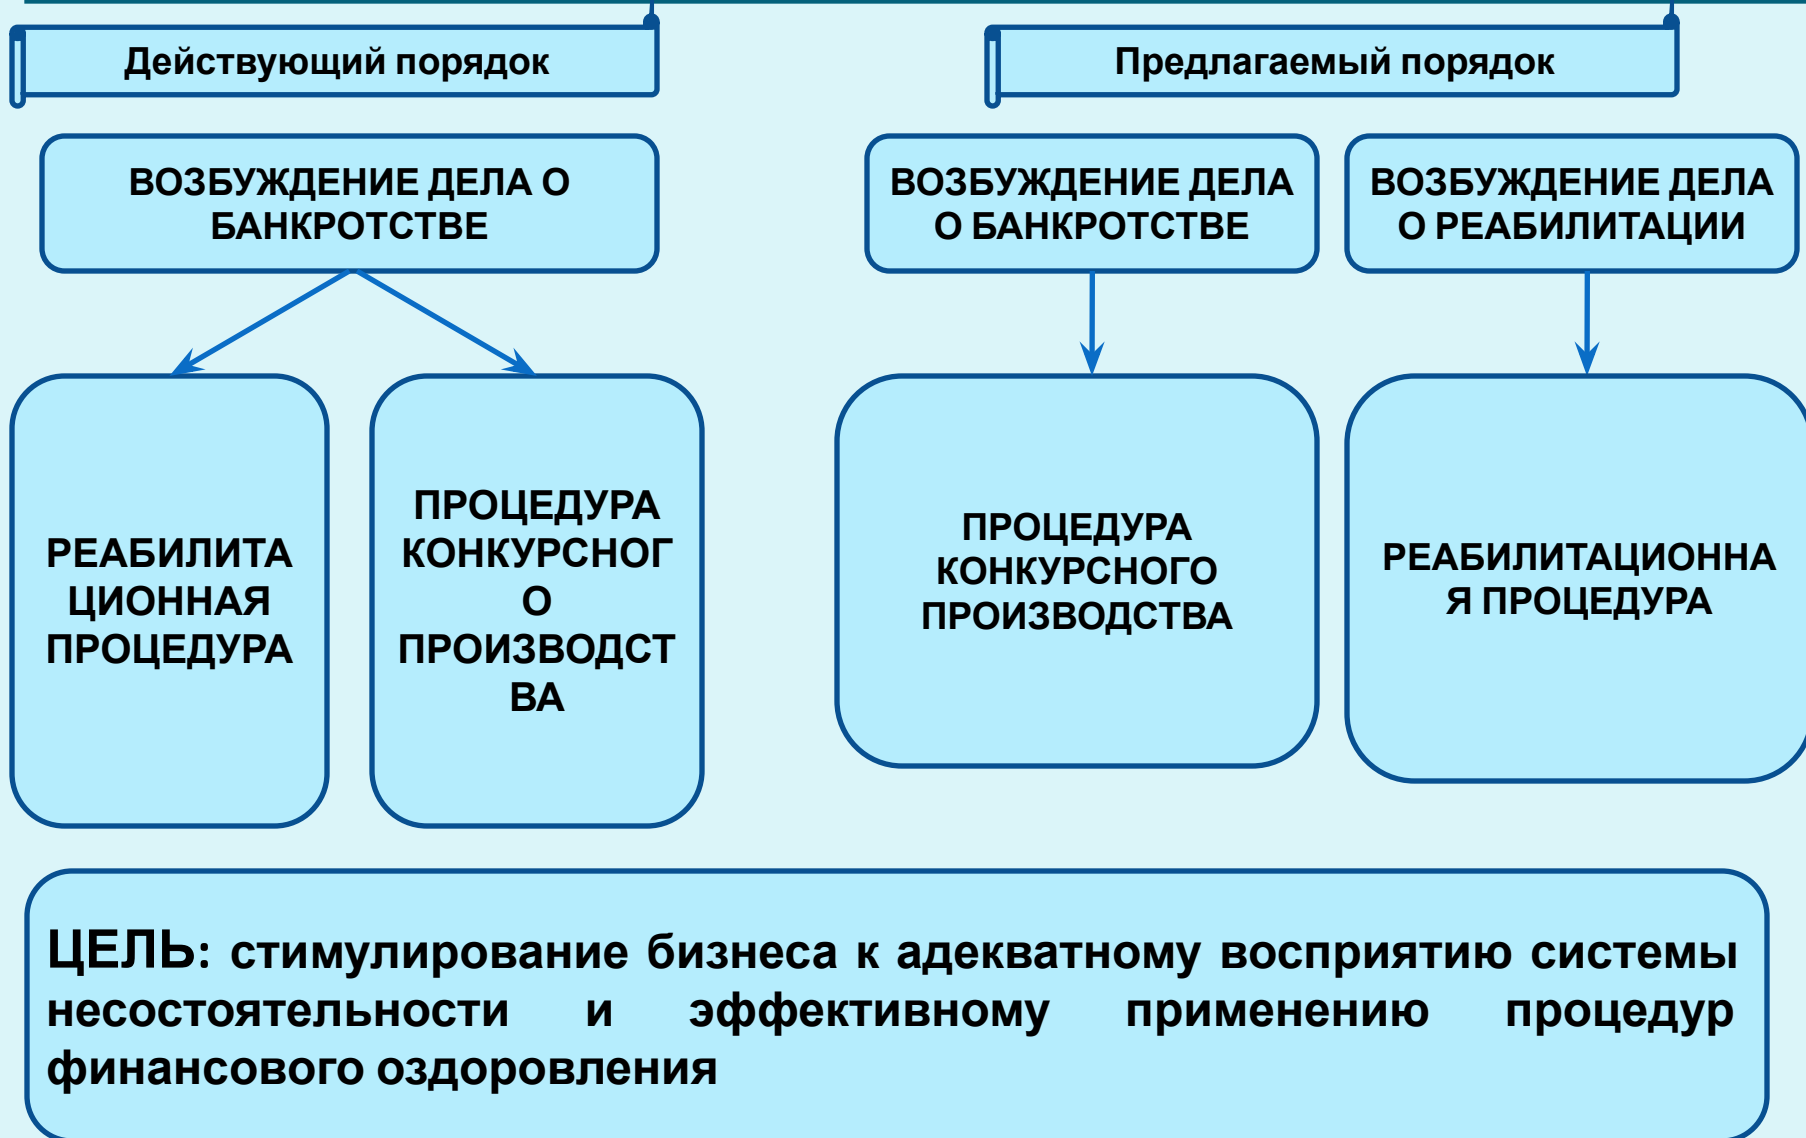 Действующий порядок
Предлагаемый порядок
ВОЗБУЖДЕНИЕ ДЕЛА О
БАНКРОТСТВЕ
ВОЗБУЖДЕНИЕ ДЕЛА
О БАНКРОТСТВЕ
ВОЗБУЖДЕНИЕ ДЕЛА
О РЕАБИЛИТАЦИИ
РЕАБИЛИТА
ЦИОННАЯ
ПРОЦЕДУРА
ПРОЦЕДУРА
КОНКУРСНОГ
О
ПРОИЗВОДСТ
ВА
ПРОЦЕДУРА
КОНКУРСНОГО
ПРОИЗВОДСТВА
РЕАБИЛИТАЦИОННА
Я ПРОЦЕДУРА
ЦЕЛЬ: стимулирование бизнеса к адекватному восприятию системы
несостоятельности и эффективному применению процедур
финансового оздоровления